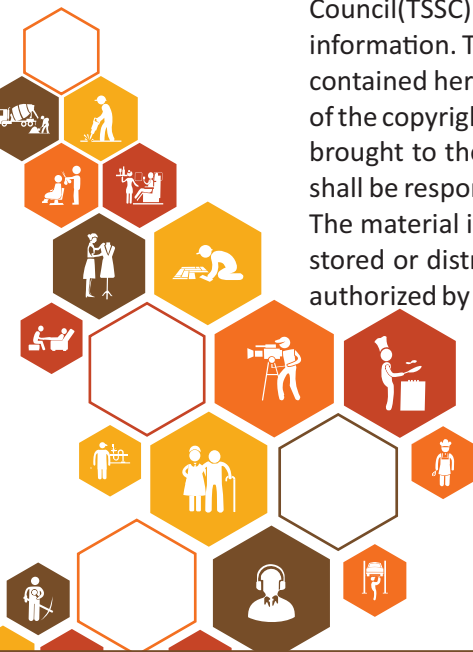 Council(TSSC)
information. T
contained her
of the copyrigh
brought to the
shall be respon
The material i
stored or distr
authorized by